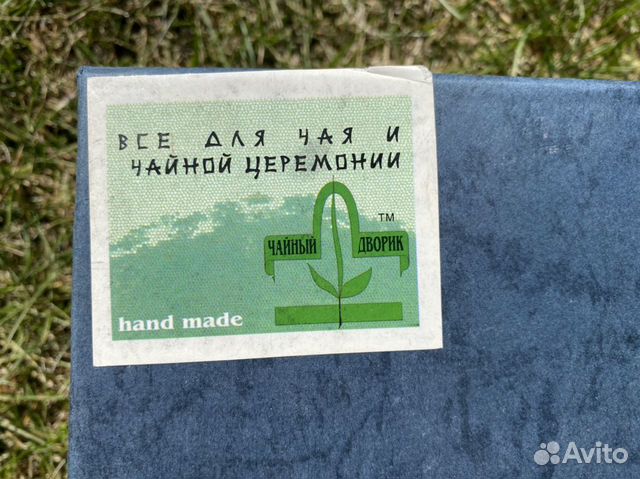 ВСЕ ДЛЯ ЧАЯ И
ЧАЙНОЙ ЦЕРЕМОНИИ
TM
ЧАЙНЫЙ ДВОРИК
hand made
Avito